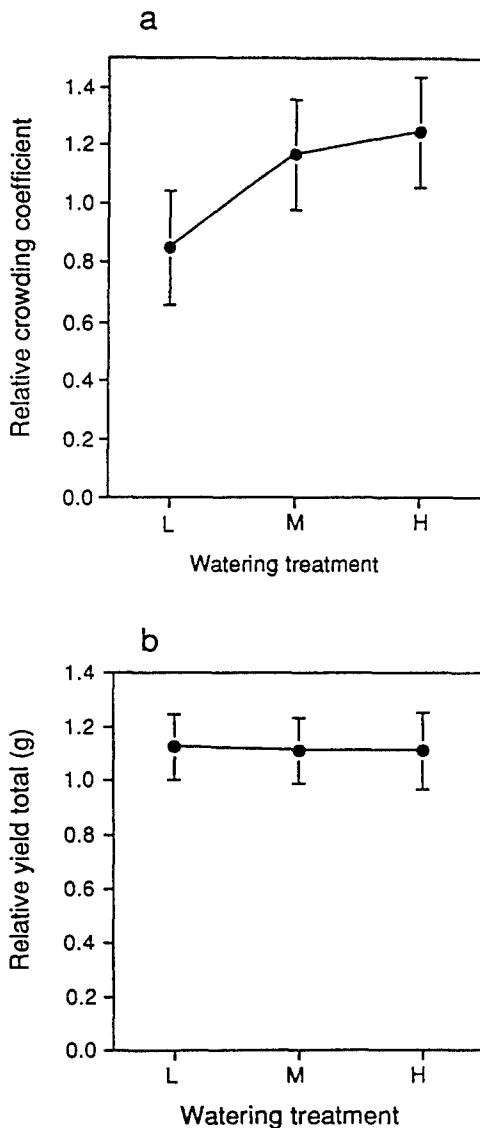 a
Relative crowding coefficient
1.4
1.2
1.0
0.8
0.6
0.4
0.2
0.0
L M H
Watering treatment
b
Relative yield total (g)
1.4
1.2
1.0
0.8
0.6
0.4
0.2
0.0
L M H
Watering treatment